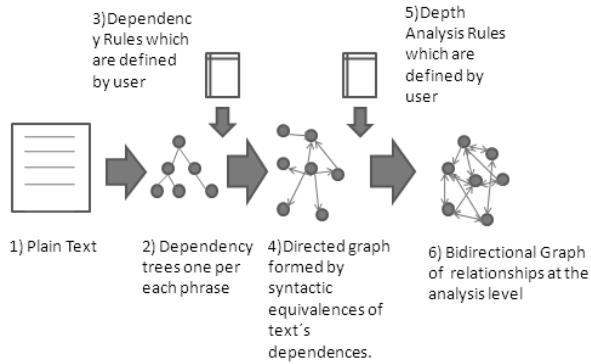 3)Dependenc
y Rules which
are defined
by user
5)Depth
Analysis Rules
which are
defined by
user
1) Plain Text
2) Dependency
trees one per
each phrase
4)Directed graph
formed by
syntactic
equivalences of
text´s
dependences.
6) Bidirectional Graph
of relationships at the
analysis level